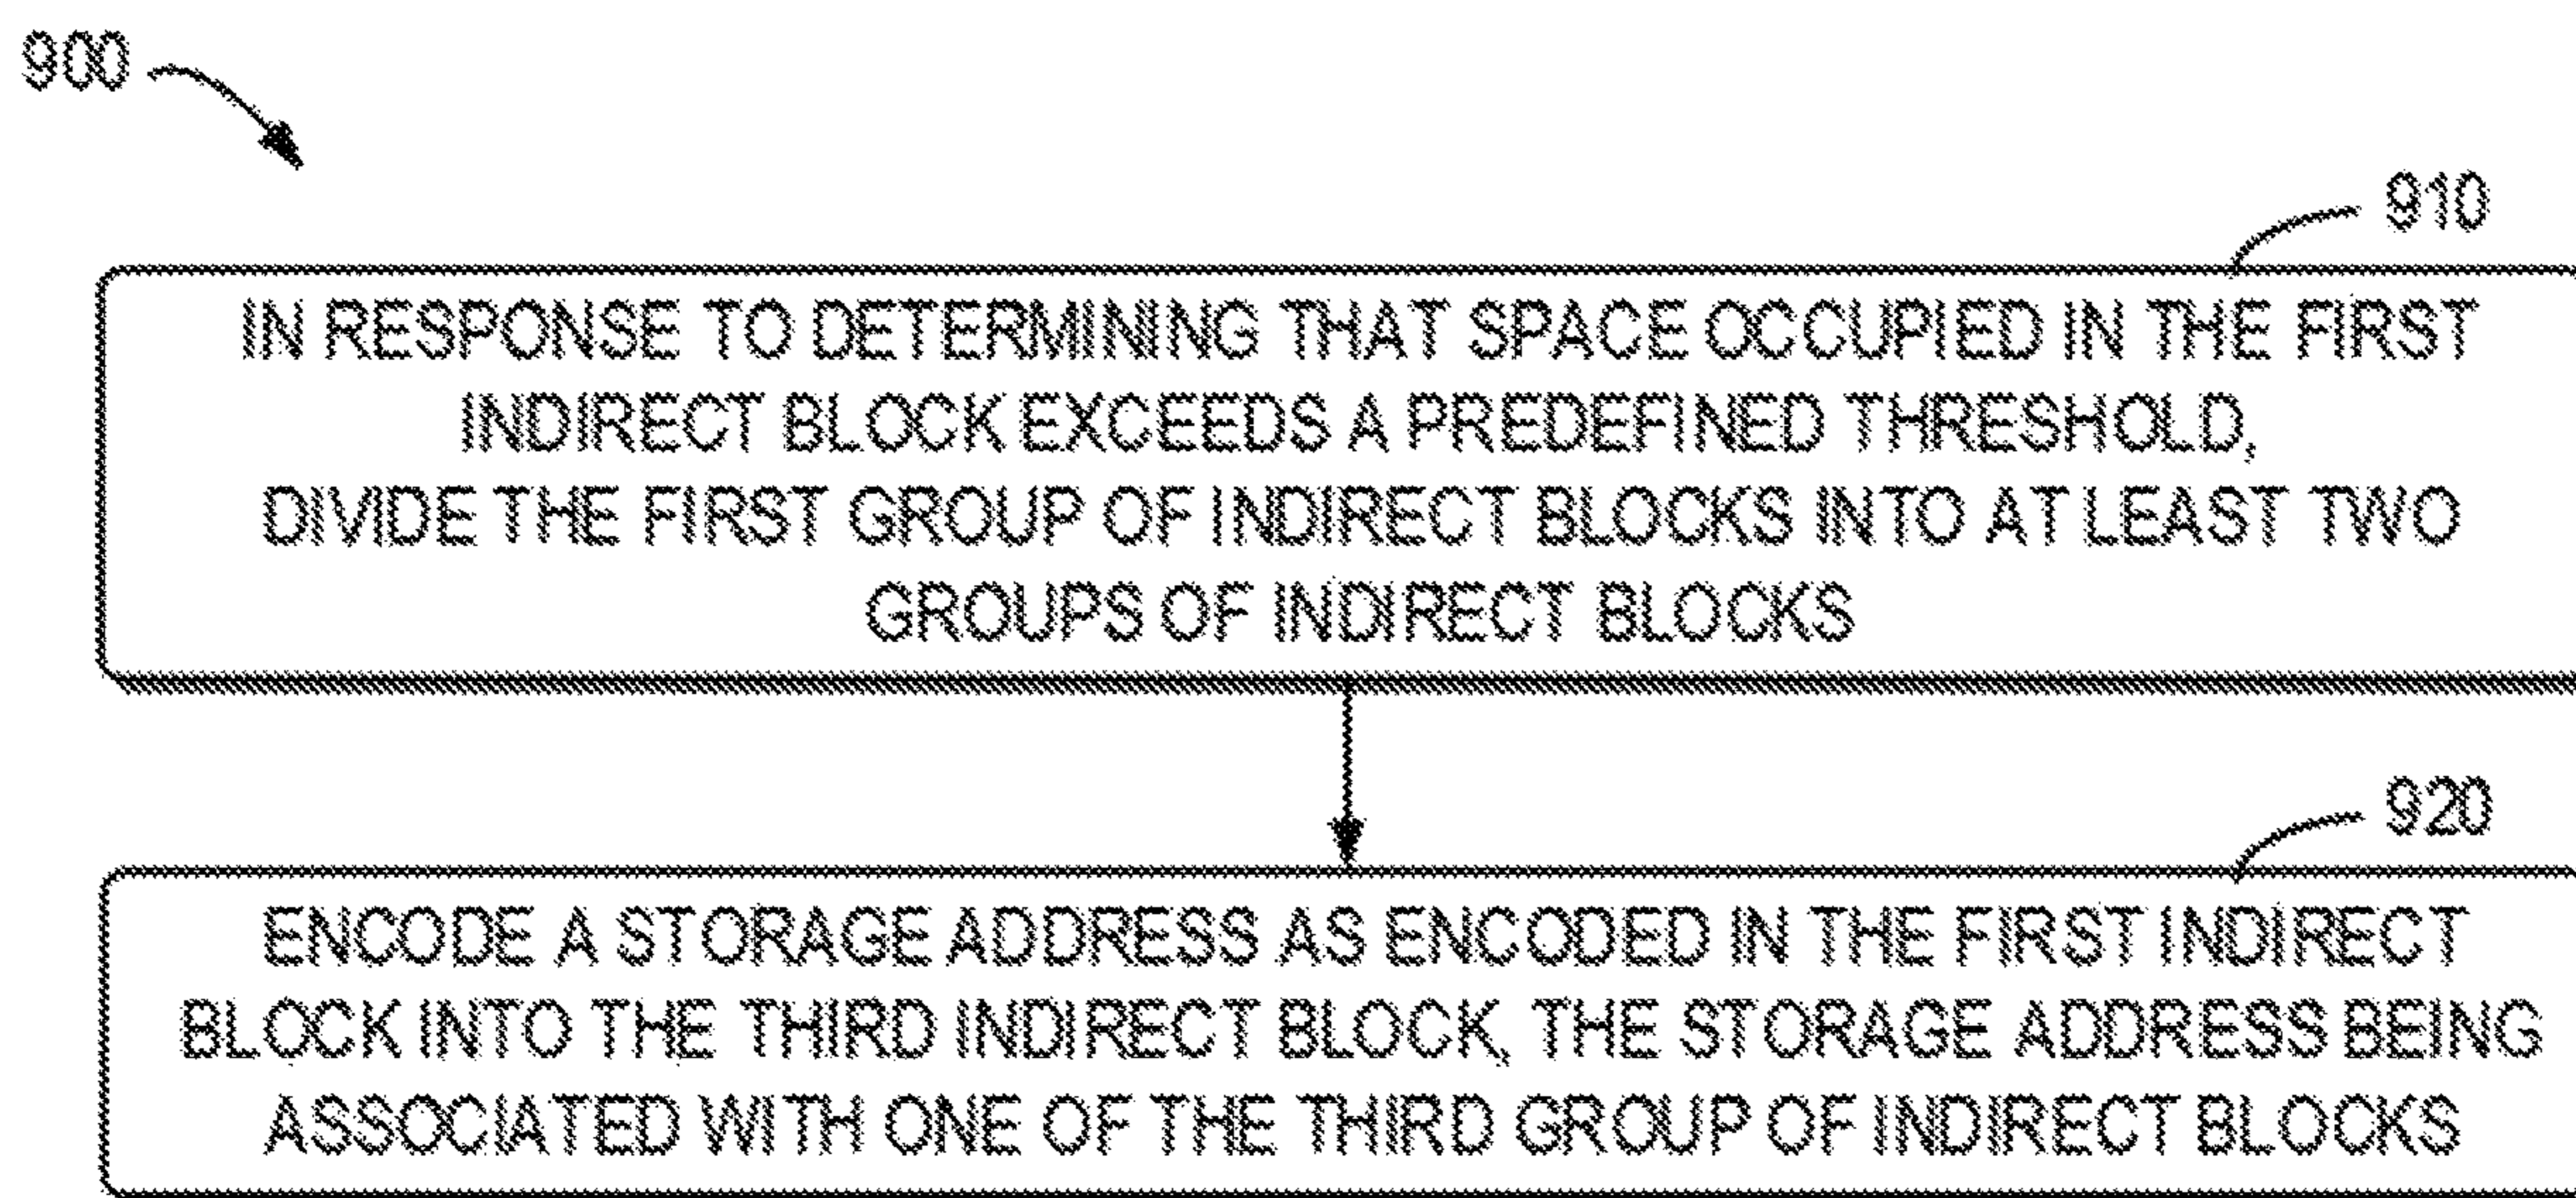 900
910
IN RESPONSE TO DETERMINING THAT SPACE OCCUPIED IN THE FIRST
INDIRECT BLOCK EXCEEDS A PREDEFINED THRESHOLD,
DIVIDE THE FIRST GROUP OF INDIRECT BLOCKS INTO AT LEAST TWO
GROUPS OF INDIRECT BLOCKS
920
ENCODE A STORAGE ADDRESS AS ENCODED IN THE FIRST INDIRECT
BLOCK INTO THE THIRD INDIRECT BLOCK, THE STORAGE ADDRESS BEING
ASSOCIATED WITH ONE OF THE THIRD GROUP OF INDIRECT BLOCKS